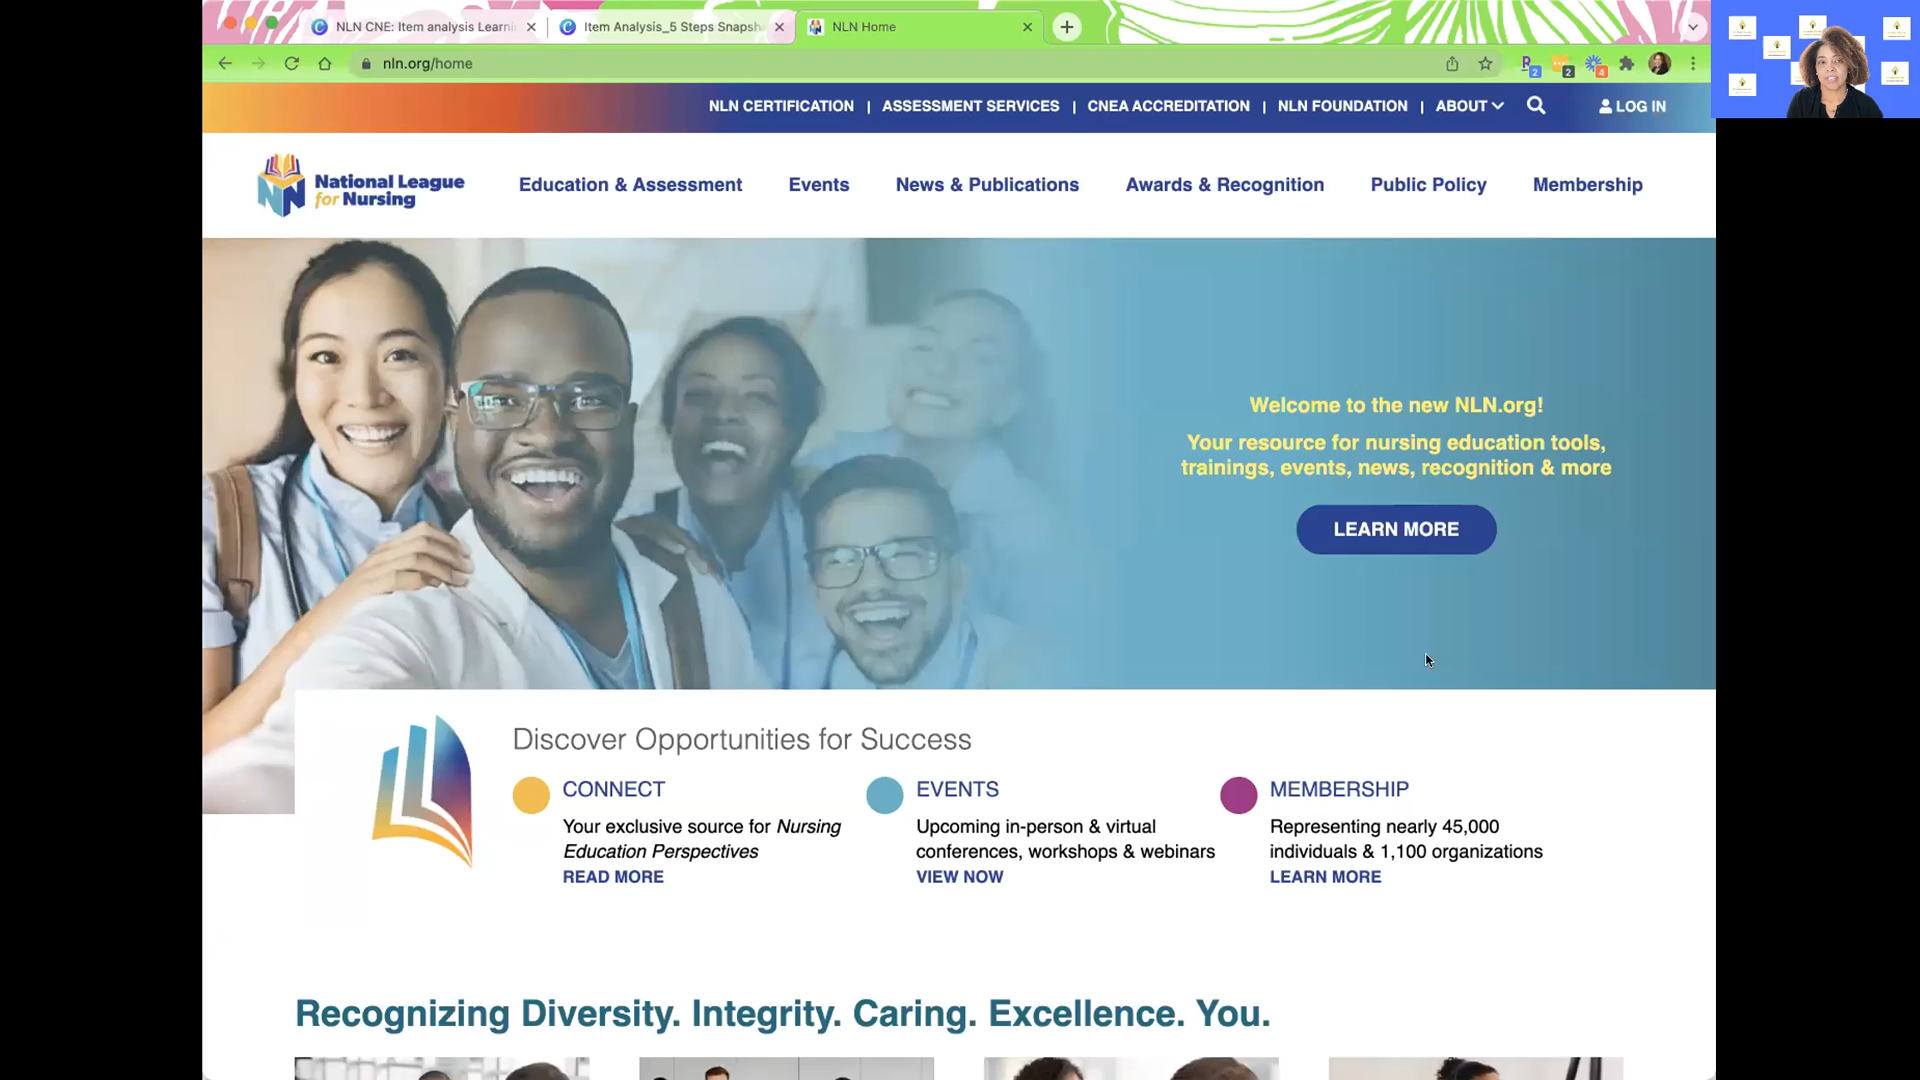 NLN CNE: Item analysis Learni
Item Analysis_5 Steps Snapsh
NLN Home
nln.org/home
2
2
4
NLN CERTIFICATION | ASSESSMENT SERVICES | CNEA ACCREDITATION | NLN FOUNDATION | ABOUT
LOG IN
National League
for Nursing
Education & Assessment
Events
News & Publications
Awards & Recognition
Public Policy
Membership
Welcome to the new NLN.org!
Your resource for nursing education tools,
trainings, events, news, recognition & more
LEARN MORE
Discover Opportunities for Success
CONNECT
Your exclusive source for Nursing
Education Perspectives
READ MORE
EVENTS
Upcoming in-person & virtual
conferences, workshops & webinars
VIEW NOW
MEMBERSHIP
Representing nearly 45,000
individuals & 1,100 organizations
LEARN MORE
Recognizing Diversity. Integrity. Caring. Excellence. You.